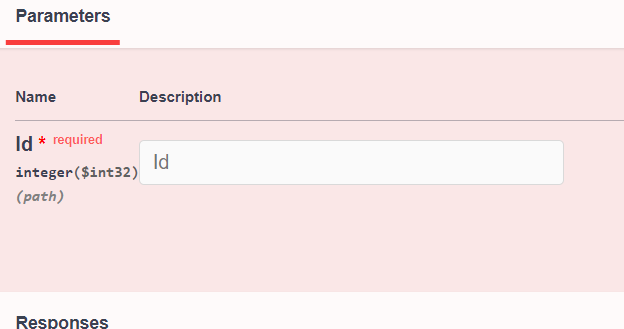 Parameters
Name Description
Id * required
Id
integer($int32)
(path)
Responses